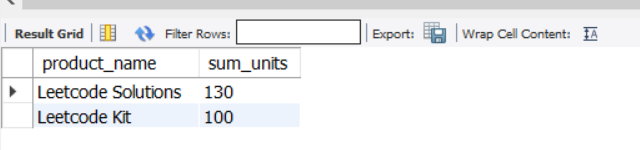 Result Grid Filter Rows: Export: Wrap Cell Content:
product_name sum_units
Leetcode Solutions 130
Leetcode Kit 100